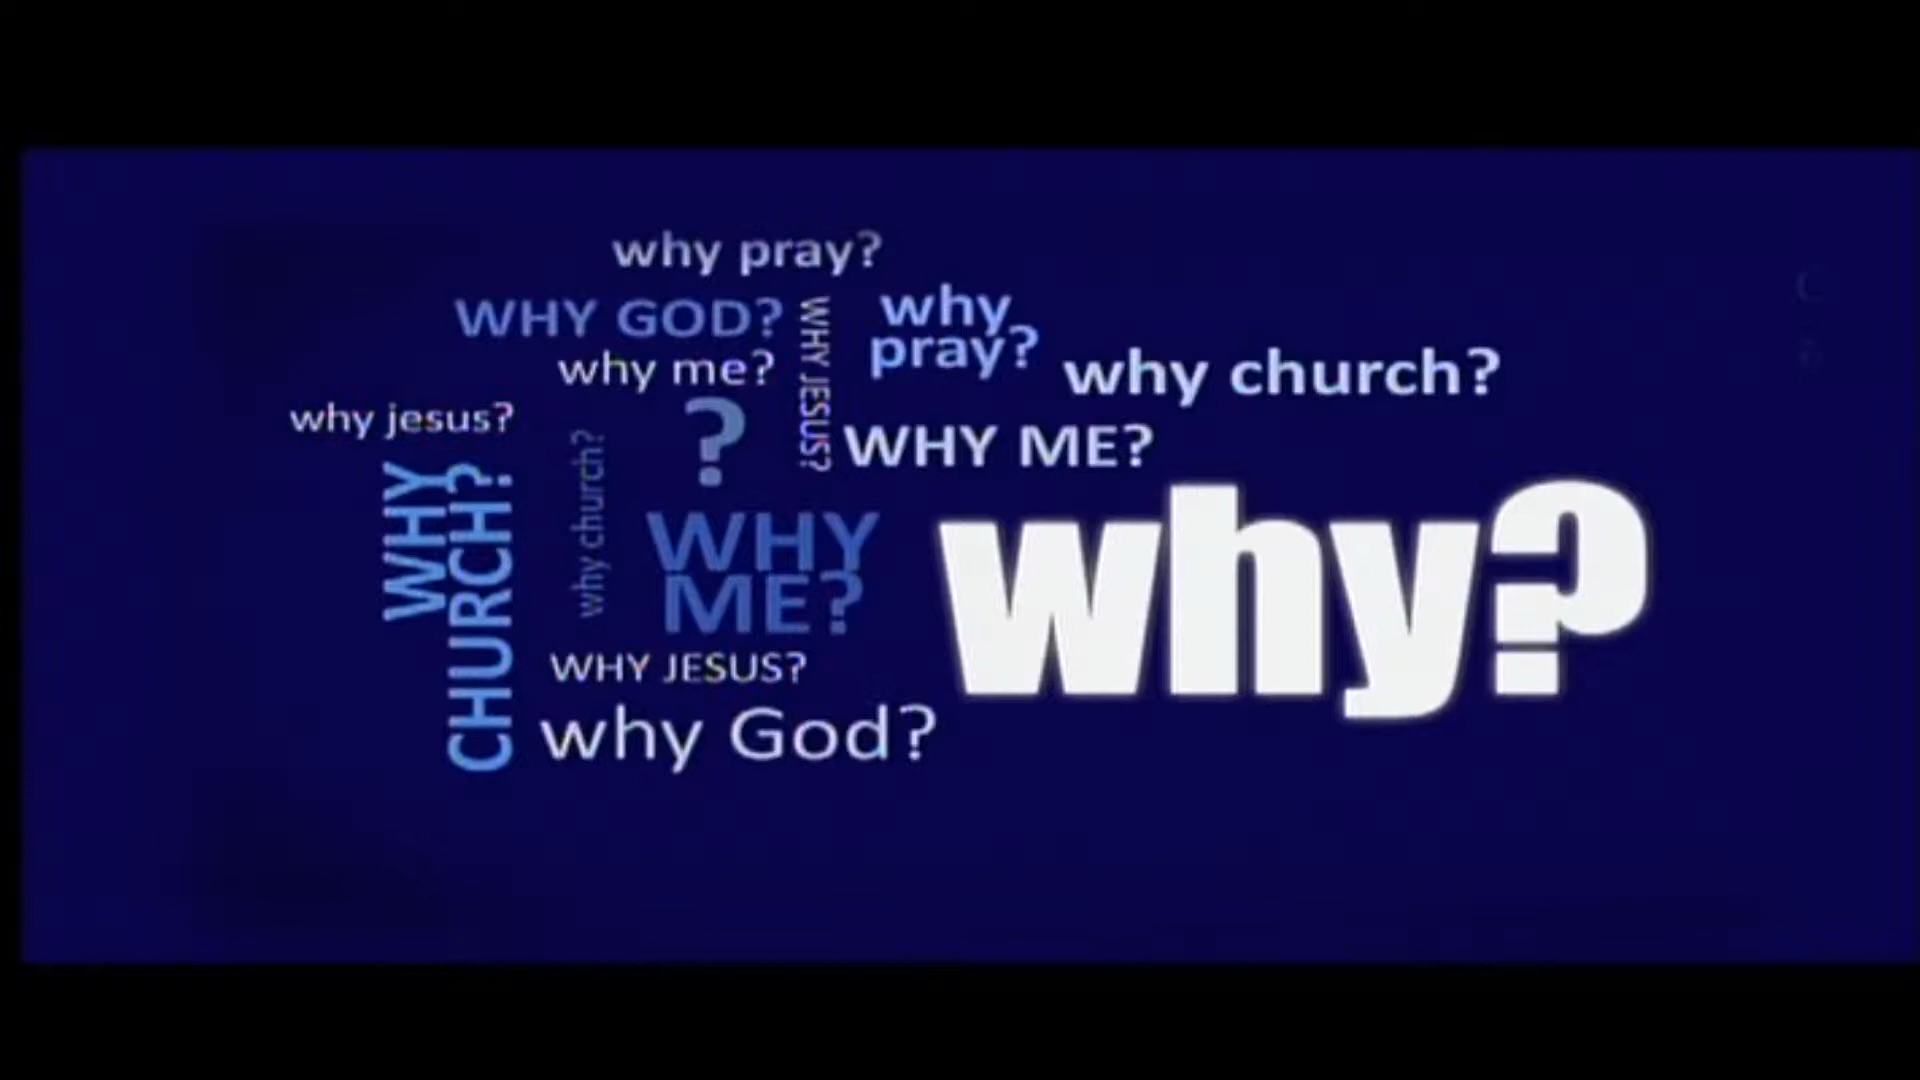 why pray?
WHY GOD?
WHY JESUS?
why
pray?
why me?
why church?
why jesus?
?
WHY ME?
WHY
CHURCH?
why church?
WHY
ME?
why?
WHY JESUS?
why God?